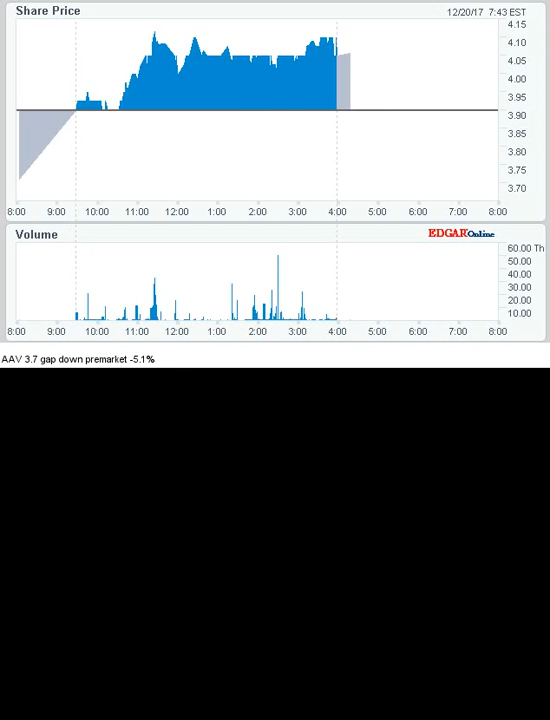 Share Price 12/20/17 7:43 EST
4.15
4.10
4.05
4.00
3.95
3.90
3.85
3.80
3.75
3.70
8:00 9:00 10:00 11:00 12:00 1:00 2:00 3:00 4:00 5:00 6:00 7:00 8:00
Volume EDGAROnline
60.00 Th
50.00
40.00
30.00
20.00
10.00
8:00 9:00 10:00 11:00 12:00 1:00 2:00 3:00 4:00 5:00 6:00 7:00 8:00
AAV 3.7 gap down premarket -5.1%